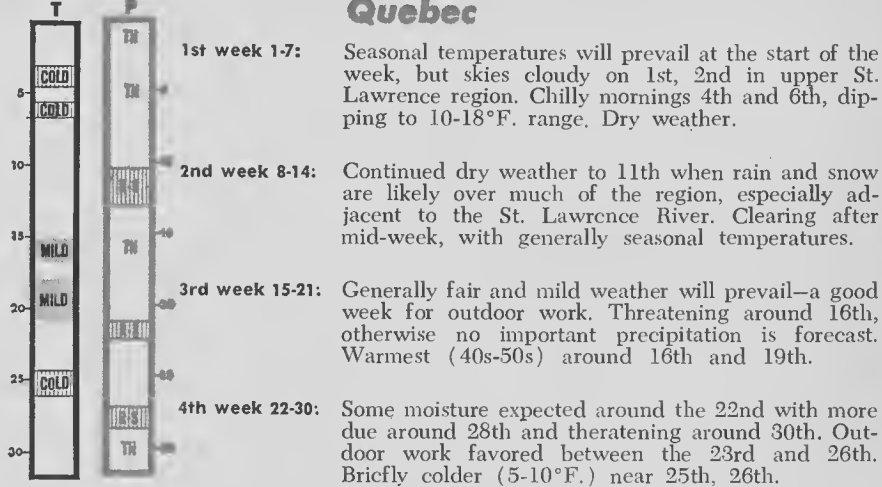 T P Quebec
TH
1st week 1-7: Seasonal temperatures will prevail at the start of the
COLD week, but skies cloudy on 1st, 2nd in upper St.
5 TH Lawrence region. Chilly mornings 4th and 6th, dip-
COLD ping to 10-18°F. range. Dry weather.
10
2nd week 8-14: Continued dry weather to 11th when rain and snow
are likely over much of the region, especially ad-
jacent to the St. Lawrence River. Clearing after
15 MILD TH mid-week, with generally seasonal temperatures.
3rd week 15-21: Generally fair and mild weather will prevail—a good
20 MILD week for outdoor work. Threatening around 16th,
otherwise no important precipitation is forecast.
Warmest (40s-50s) around 16th and 19th.
25 COLD
4th week 22-30: Some moisture expected around the 22nd with more
due around 28th and theratening around 30th. Out-
30 TH door work favored between the 23rd and 26th.
Briefly colder (5-10°F.) near 25th, 26th.